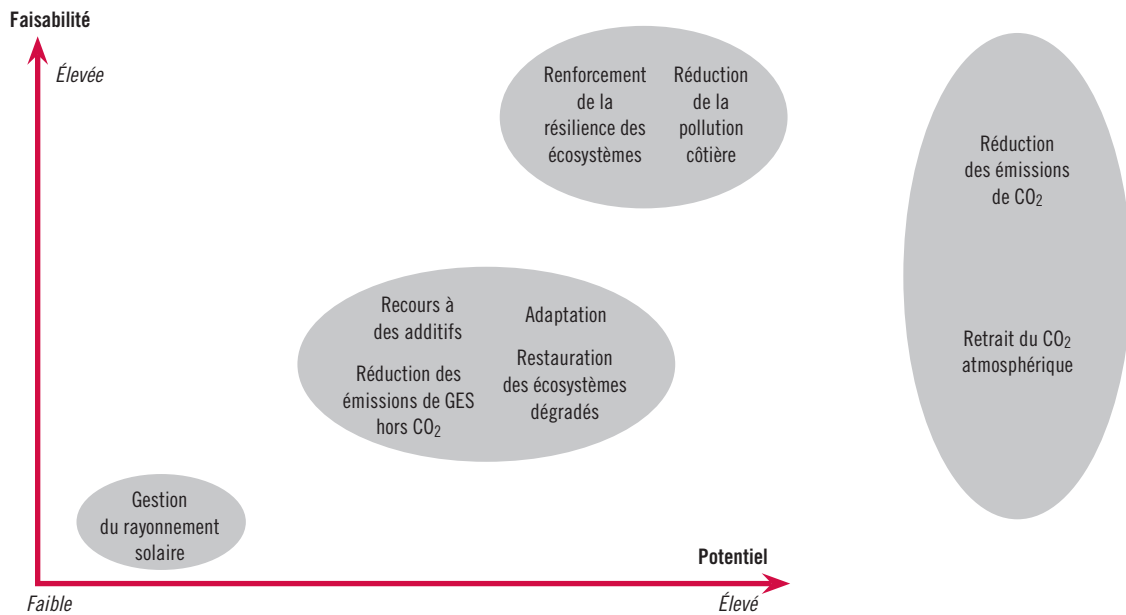 Faisabilité
Élevée
Renforcement
de la
résilience des
écosystèmes
Réduction
de la
pollution
côtière
Réduction
des émissions
de CO₂
Retrait du CO₂
atmosphérique
Recours à
des additifs
Adaptation
Réduction des
émissions de GES
hors CO₂
Restauration
des écosystèmes
dégradés
Gestion
du rayonnement
solaire
Potentiel
Faible
Élevé